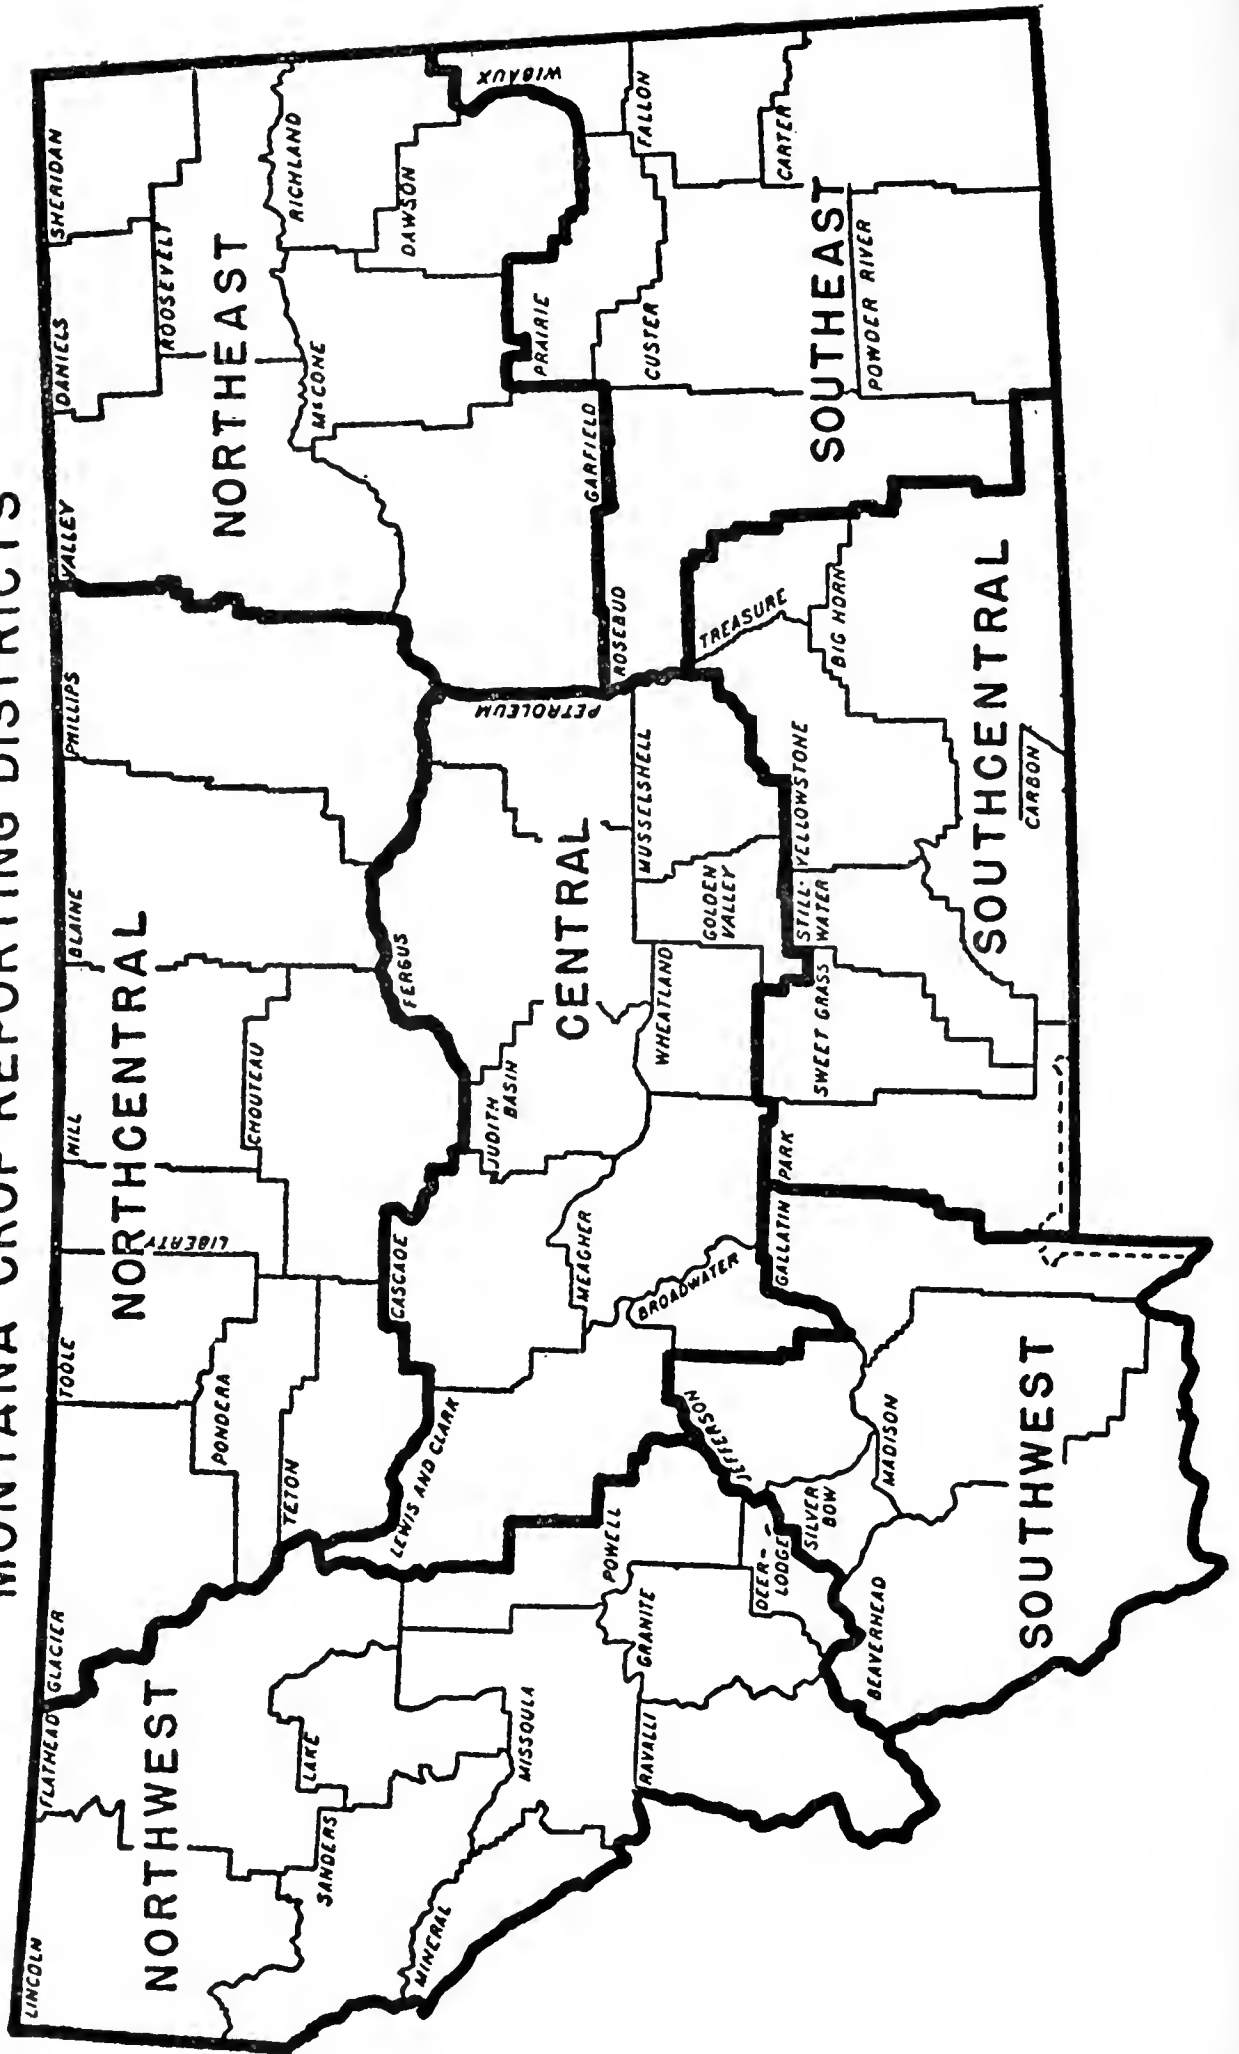 MONTANA CROP REPORTING DISTRICTS
LINCOLN
FLATHEAD
GLACIER
TOOLE
LIBERTY
HILL
BLAINE
PHILLIPS
VALLEY
DANIELS
SHERIDAN
NORTHWEST
NORTHCENTRAL
NORTHEAST
ROOSEVELT
PONDERA
CHOUTEAU
RICHLAND
SANDERS
LAKE
TETON
McCONE
DAWSON
WIBAUX
MINERAL
MISSOULA
LEWIS AND CLARK
CASCADE
FERGUS
PETROLEUM
GARFIELD
PRAIRIE
JUDITH
BASIN
CENTRAL
RAVALLI
GRANITE
POWELL
MEAGHER
WHEATLAND
MUSSELSHELL
ROSEBUD
CUSTER
FALLON
BROADWATER
JEFFERSON
GOLDEN
VALLEY
TREASURE
DEER-
LODGE
SILVER
BOW
GALLATIN
PARK
SWEET GRASS
STILL-
WATER
YELLOWSTONE
BIG HORN
SOUTHEAST
POWDER RIVER
CARTER
BEAVERHEAD
MADISON
SOUTHWEST
SOUTHCENTRAL
CARBON